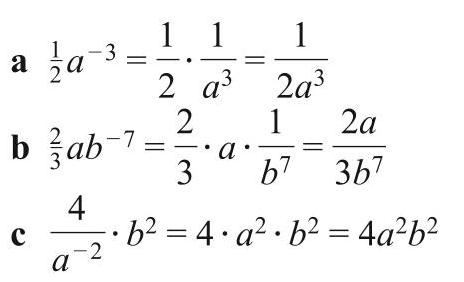 a ½a⁻³ = 1/2 · 1/a³ = 1/2a³
b ⅔ab⁻⁷ = 2/3 · a · 1/b⁷ = 2a/3b⁷
c 4/a⁻² · b² = 4 · a² · b² = 4a²b²